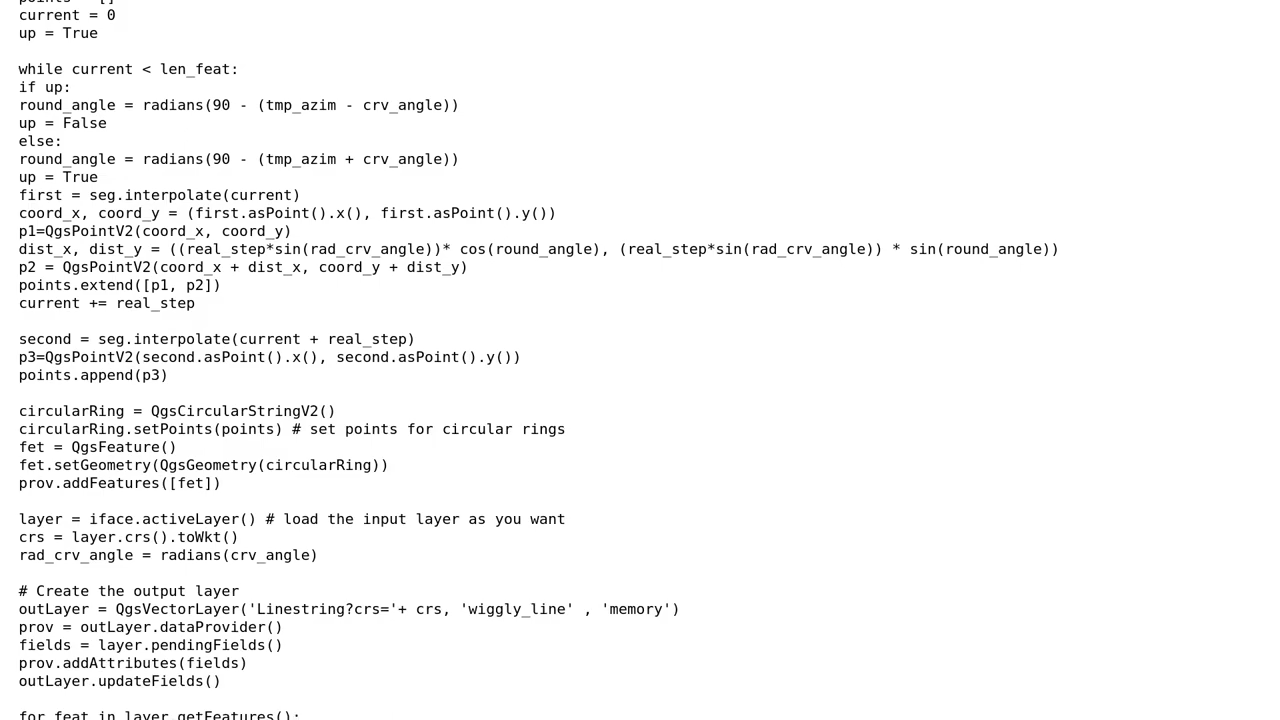 points = []
current = 0
up = True

while current < len_feat:
if up:
round_angle = radians(90 - (tmp_azim - crv_angle))
up = False
else:
round_angle = radians(90 - (tmp_azim + crv_angle))
up = True
first = seg.interpolate(current)
coord_x, coord_y = (first.asPoint().x(), first.asPoint().y())
p1=QgsPointV2(coord_x, coord_y)
dist_x, dist_y = ((real_step*sin(rad_crv_angle))* cos(round_angle), (real_step*sin(rad_crv_angle)) * sin(round_angle))
p2 = QgsPointV2(coord_x + dist_x, coord_y + dist_y)
points.extend([p1, p2])
current += real_step

second = seg.interpolate(current + real_step)
p3=QgsPointV2(second.asPoint().x(), second.asPoint().y())
points.append(p3)

circularRing = QgsCircularStringV2()
circularRing.setPoints(points) # set points for circular rings
fet = QgsFeature()
fet.setGeometry(QgsGeometry(circularRing))
prov.addFeatures([fet])

layer = iface.activeLayer() # load the input layer as you want
crs = layer.crs().toWkt()
rad_crv_angle = radians(crv_angle)

# Create the output layer
outLayer = QgsVectorLayer('Linestring?crs='+ crs, 'wiggly_line' , 'memory')
prov = outLayer.dataProvider()
fields = layer.pendingFields()
prov.addAttributes(fields)
outLayer.updateFields()

for feat in layer.getFeatures():